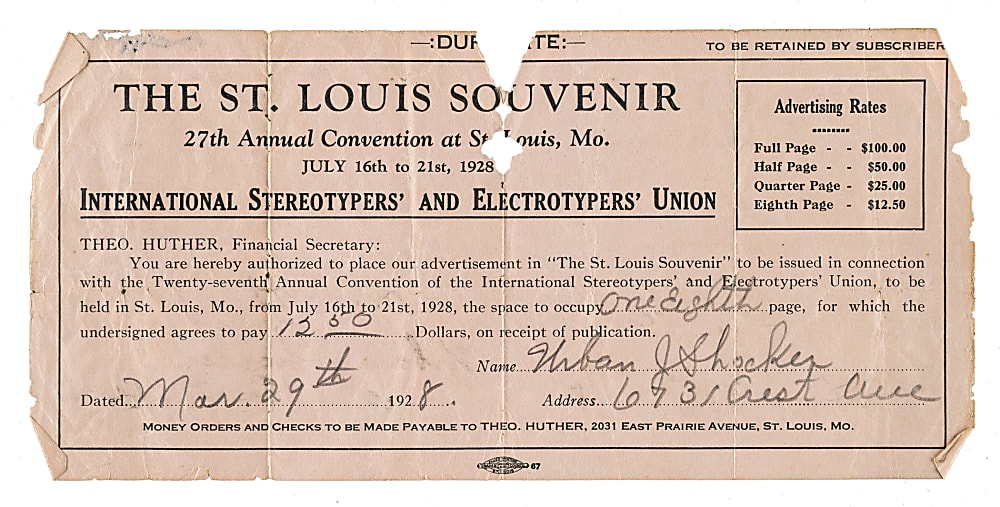 —:DUP    ATE:—
TO BE RETAINED BY SUBSCRIBER
THE ST. LOUIS SOUVENIR
27th Annual Convention at St. Louis, Mo.
JULY 16th to 21st, 1928
INTERNATIONAL STEREOTYPERS' AND ELECTROTYPERS' UNION
Advertising Rates
Full Page - - $100.00
Half Page - - $50.00
Quarter Page - $25.00
Eighth Page - $12.50
THEO. HUTHER, Financial Secretary:
You are hereby authorized to place our advertisement in "The St. Louis Souvenir" to be issued in connection
with the Twenty-seventh Annual Convention of the International Stereotypers' and Electrotypers' Union, to be
held in St. Louis, Mo., from July 16th to 21st, 1928, the space to occupy One Eighth page, for which the
undersigned agrees to pay 12 50 Dollars, on receipt of publication.
Name Urban J Shocker
Dated Mar. 29th 1928. Address 6731 Crest Ave
MONEY ORDERS AND CHECKS TO BE MADE PAYABLE TO THEO. HUTHER, 2031 EAST PRAIRIE AVENUE, ST. LOUIS, MO.
67